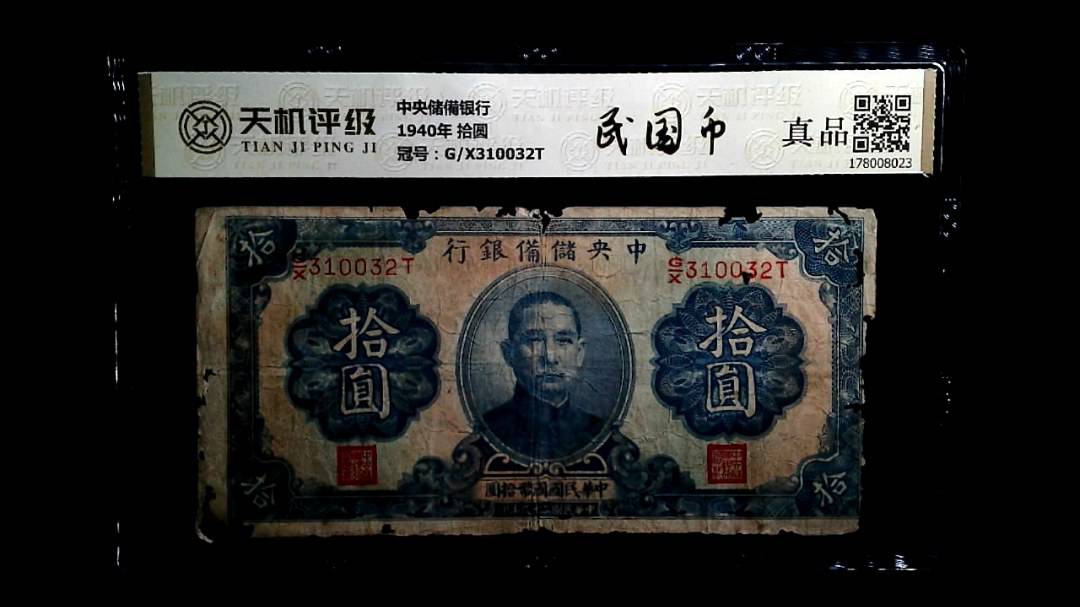 天机评级
TIAN JI PING JI
中央储備银行
1940年 拾圆
冠号：G/X310032T
民国币
真品
178008023
拾
拾
行銀備儲央中
G/X310032T
G/X310032T
拾圓
拾圓
圓拾幣國國民華中
拾
拾